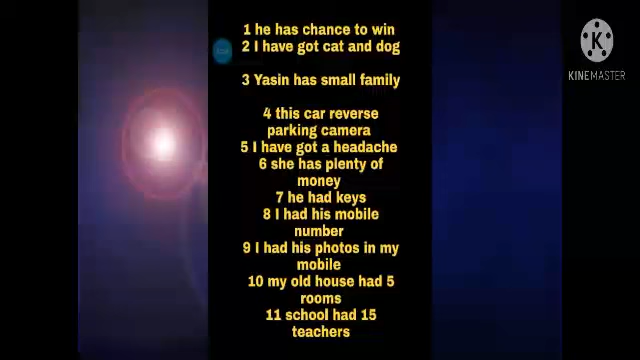 1 he has chance to win
2 I have got cat and dog
3 Yasin has small family
4 this car reverse
parking camera
5 I have got a headache
6 she has plenty of
money
7 he had keys
8 I had his mobile
number
9 I had his photos in my
mobile
10 my old house had 5
rooms
11 school had 15
teachers
K
KINEMASTER